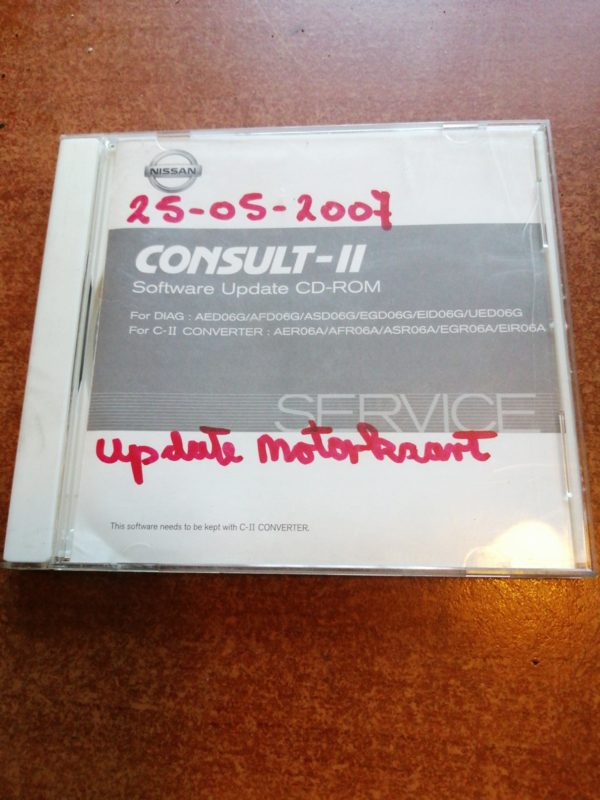 NISSAN
25-05-2007
CONSULT-II
Software Update CD-ROM
For DIAG : AED06G/AFD06G/ASD06G/EGD06G/EID06G/UED06G
For C-II CONVERTER : AER06A/AFR06A/ASR06A/EGR06A/EIR06A
SERVICE
update motorkaart
This software needs to be kept with C-II CONVERTER.